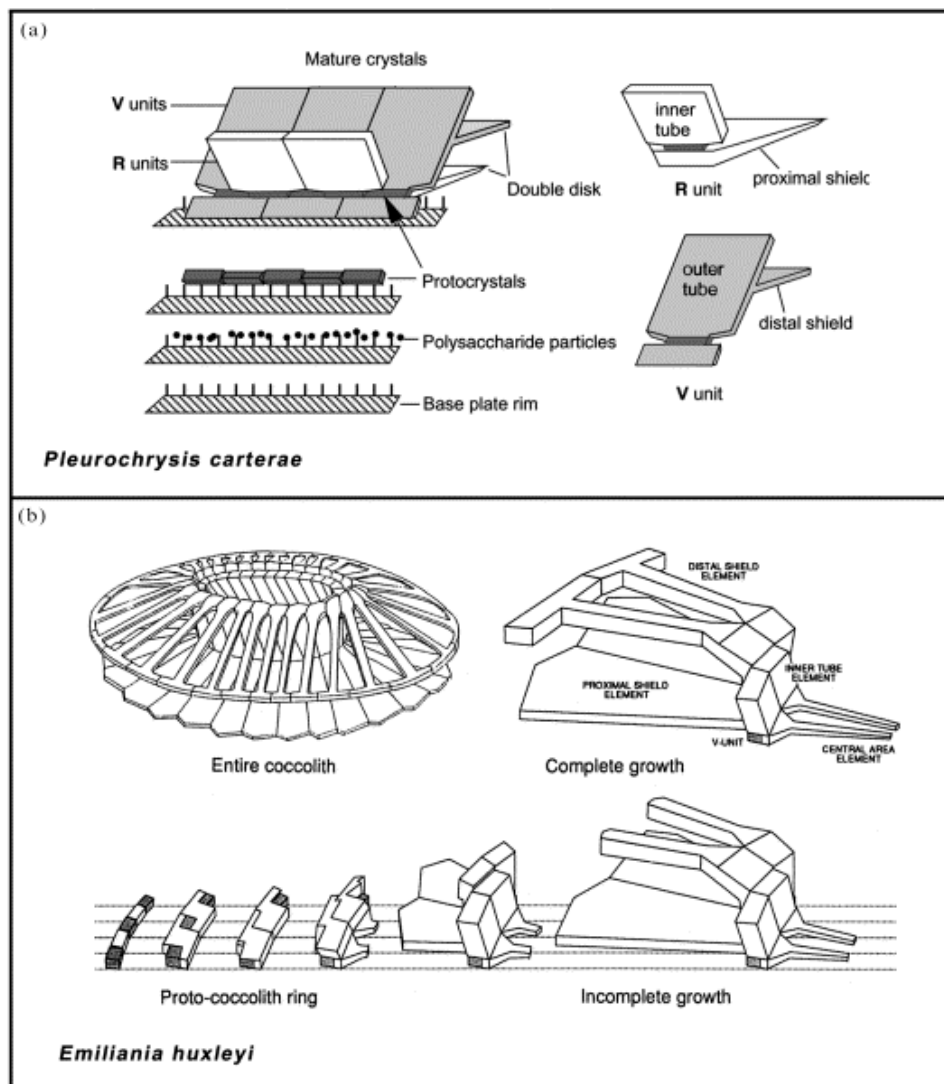 (a)
Mature crystals
V units
R units
Double disk
Protocrystals
Polysaccharide particles
Base plate rim
inner
tube
proximal shield
R unit
outer
tube
distal shield
V unit
Pleurochrysis carterae
(b)
Entire coccolith
DISTAL SHIELD
ELEMENT
PROXIMAL SHIELD
ELEMENT
INNER TUBE
ELEMENT
V-UNIT
CENTRAL AREA
ELEMENT
Complete growth
Proto-coccolith ring
Incomplete growth
Emiliania huxleyi